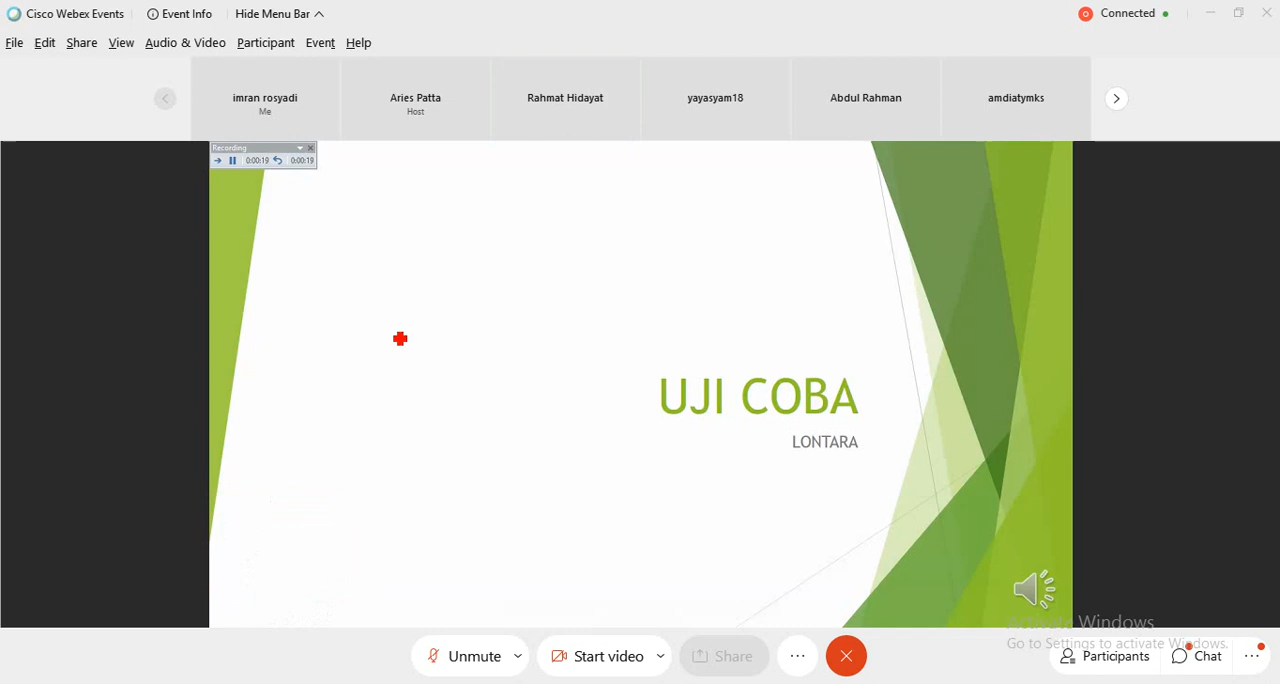 Cisco Webex Events
Event Info
Hide Menu Bar
Connected
File Edit Share View Audio & Video Participant Event Help
imran rosyadi
Me
Aries Patta
Host
Rahmat Hidayat
yayasyam18
Abdul Rahman
amdiatymks
Recording
0:00:19 0:00:19
UJI COBA
LONTARA
Activate Windows
Go to Settings to activate Windows.
Unmute
Start video
Share
Participants
Chat